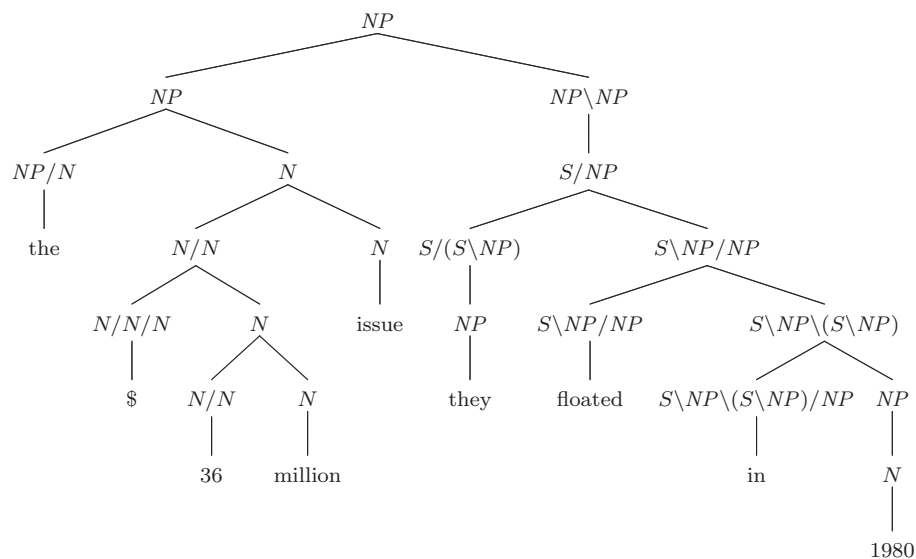 NP
NP NP\NP
NP/N N S/NP
the N/N N S/(S\NP) S\NP/NP
N/N/N N issue NP S\NP/NP S\NP\(S\NP)
$ N/N N they floated S\NP\(S\NP)/NP NP
36 million in N
1980